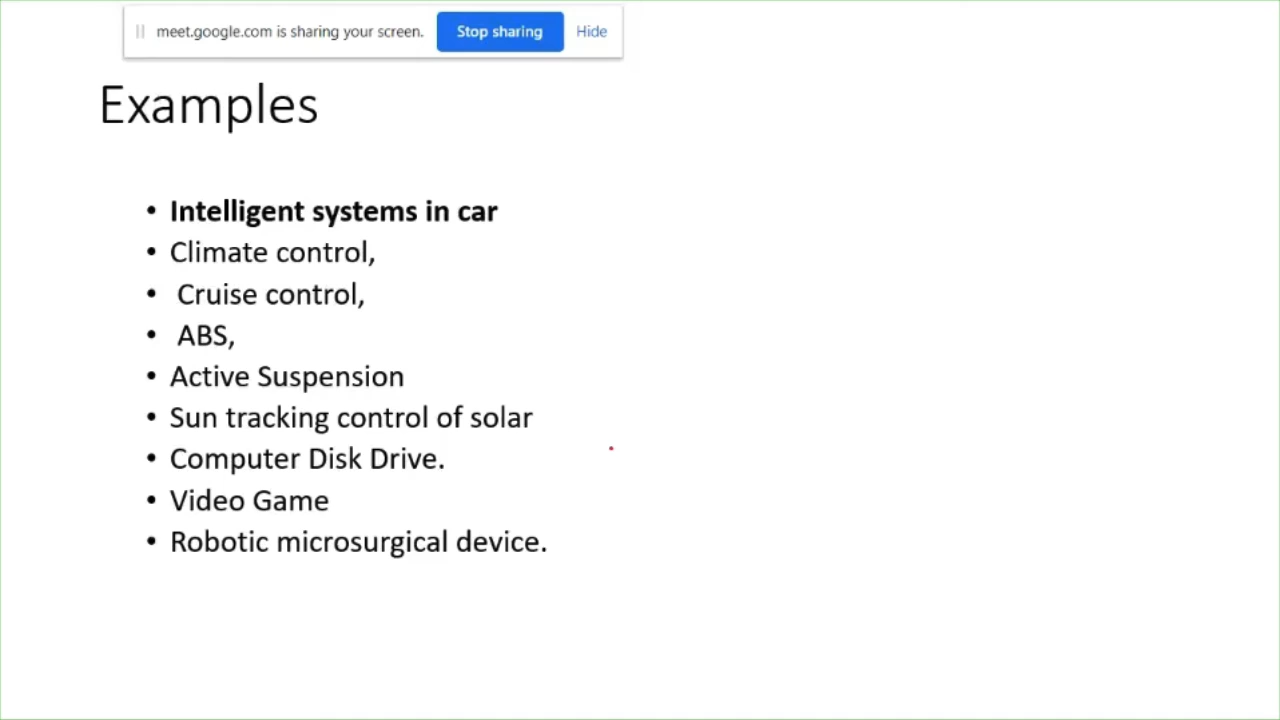 meet.google.com is sharing your screen. Stop sharing Hide
Examples
• Intelligent systems in car
• Climate control,
• Cruise control,
• ABS,
• Active Suspension
• Sun tracking control of solar
• Computer Disk Drive.
• Video Game
• Robotic microsurgical device.